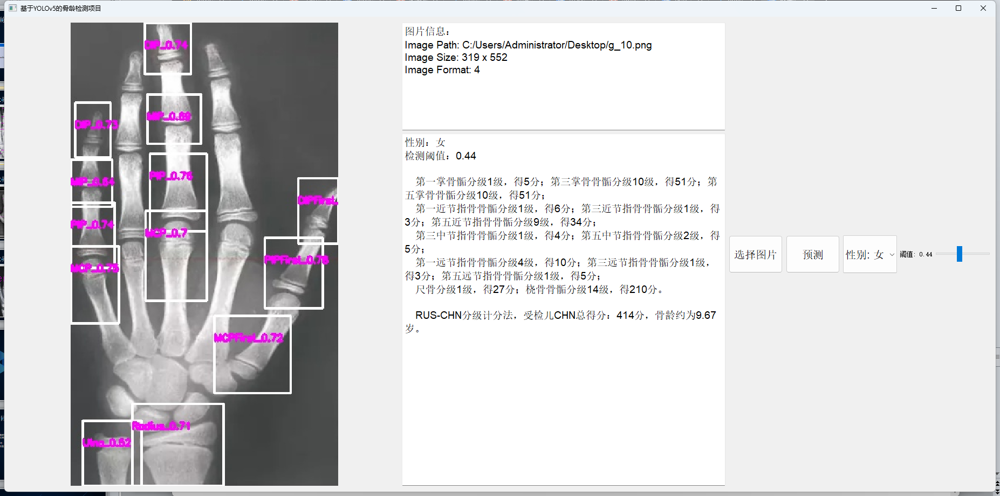 基于YOLOv5的骨龄检测项目
DIP_0.74
DIP_0.73
MIP_0.69
MIP_0.64
PIP_0.76
PIP_0.74
DIPFirst_
MCP_0.7
MCP_0.75
PIPFirst_0.76
MCPFirst_0.72
Radius_0.71
Ulna_0.62
图片信息:
Image Path: C:/Users/Administrator/Desktop/g_10.png
Image Size: 319 x 552
Image Format: 4
性别：女
检测阈值：0.44
第一掌骨骺分级1级，得5分；第三掌骨骨骺分级10级，得51分；第
五掌骨骨骺分级10级，得51分；
第一近节指骨骨骺分级1级，得6分；第三近节指骨骨骺分级1级，得
3分；第五近节指骨骨骺分级9级，得34分；
第三中节指骨骨骺分级1级，得4分；第五中节指骨骨骺分级2级，得
5分；
第一远节指骨骨骺分级4级，得10分；第三远节指骨骨骺分级1级，
得3分；第五远节指骨骨骺分级1级，得5分；
尺骨分级1级，得27分；桡骨骨骺分级14级，得210分。
RUS-CHN分级计分法，受检儿CHN总得分：414分，骨龄约为9.67
岁。
选择图片
预测
性别: 女
阈值: 0.44